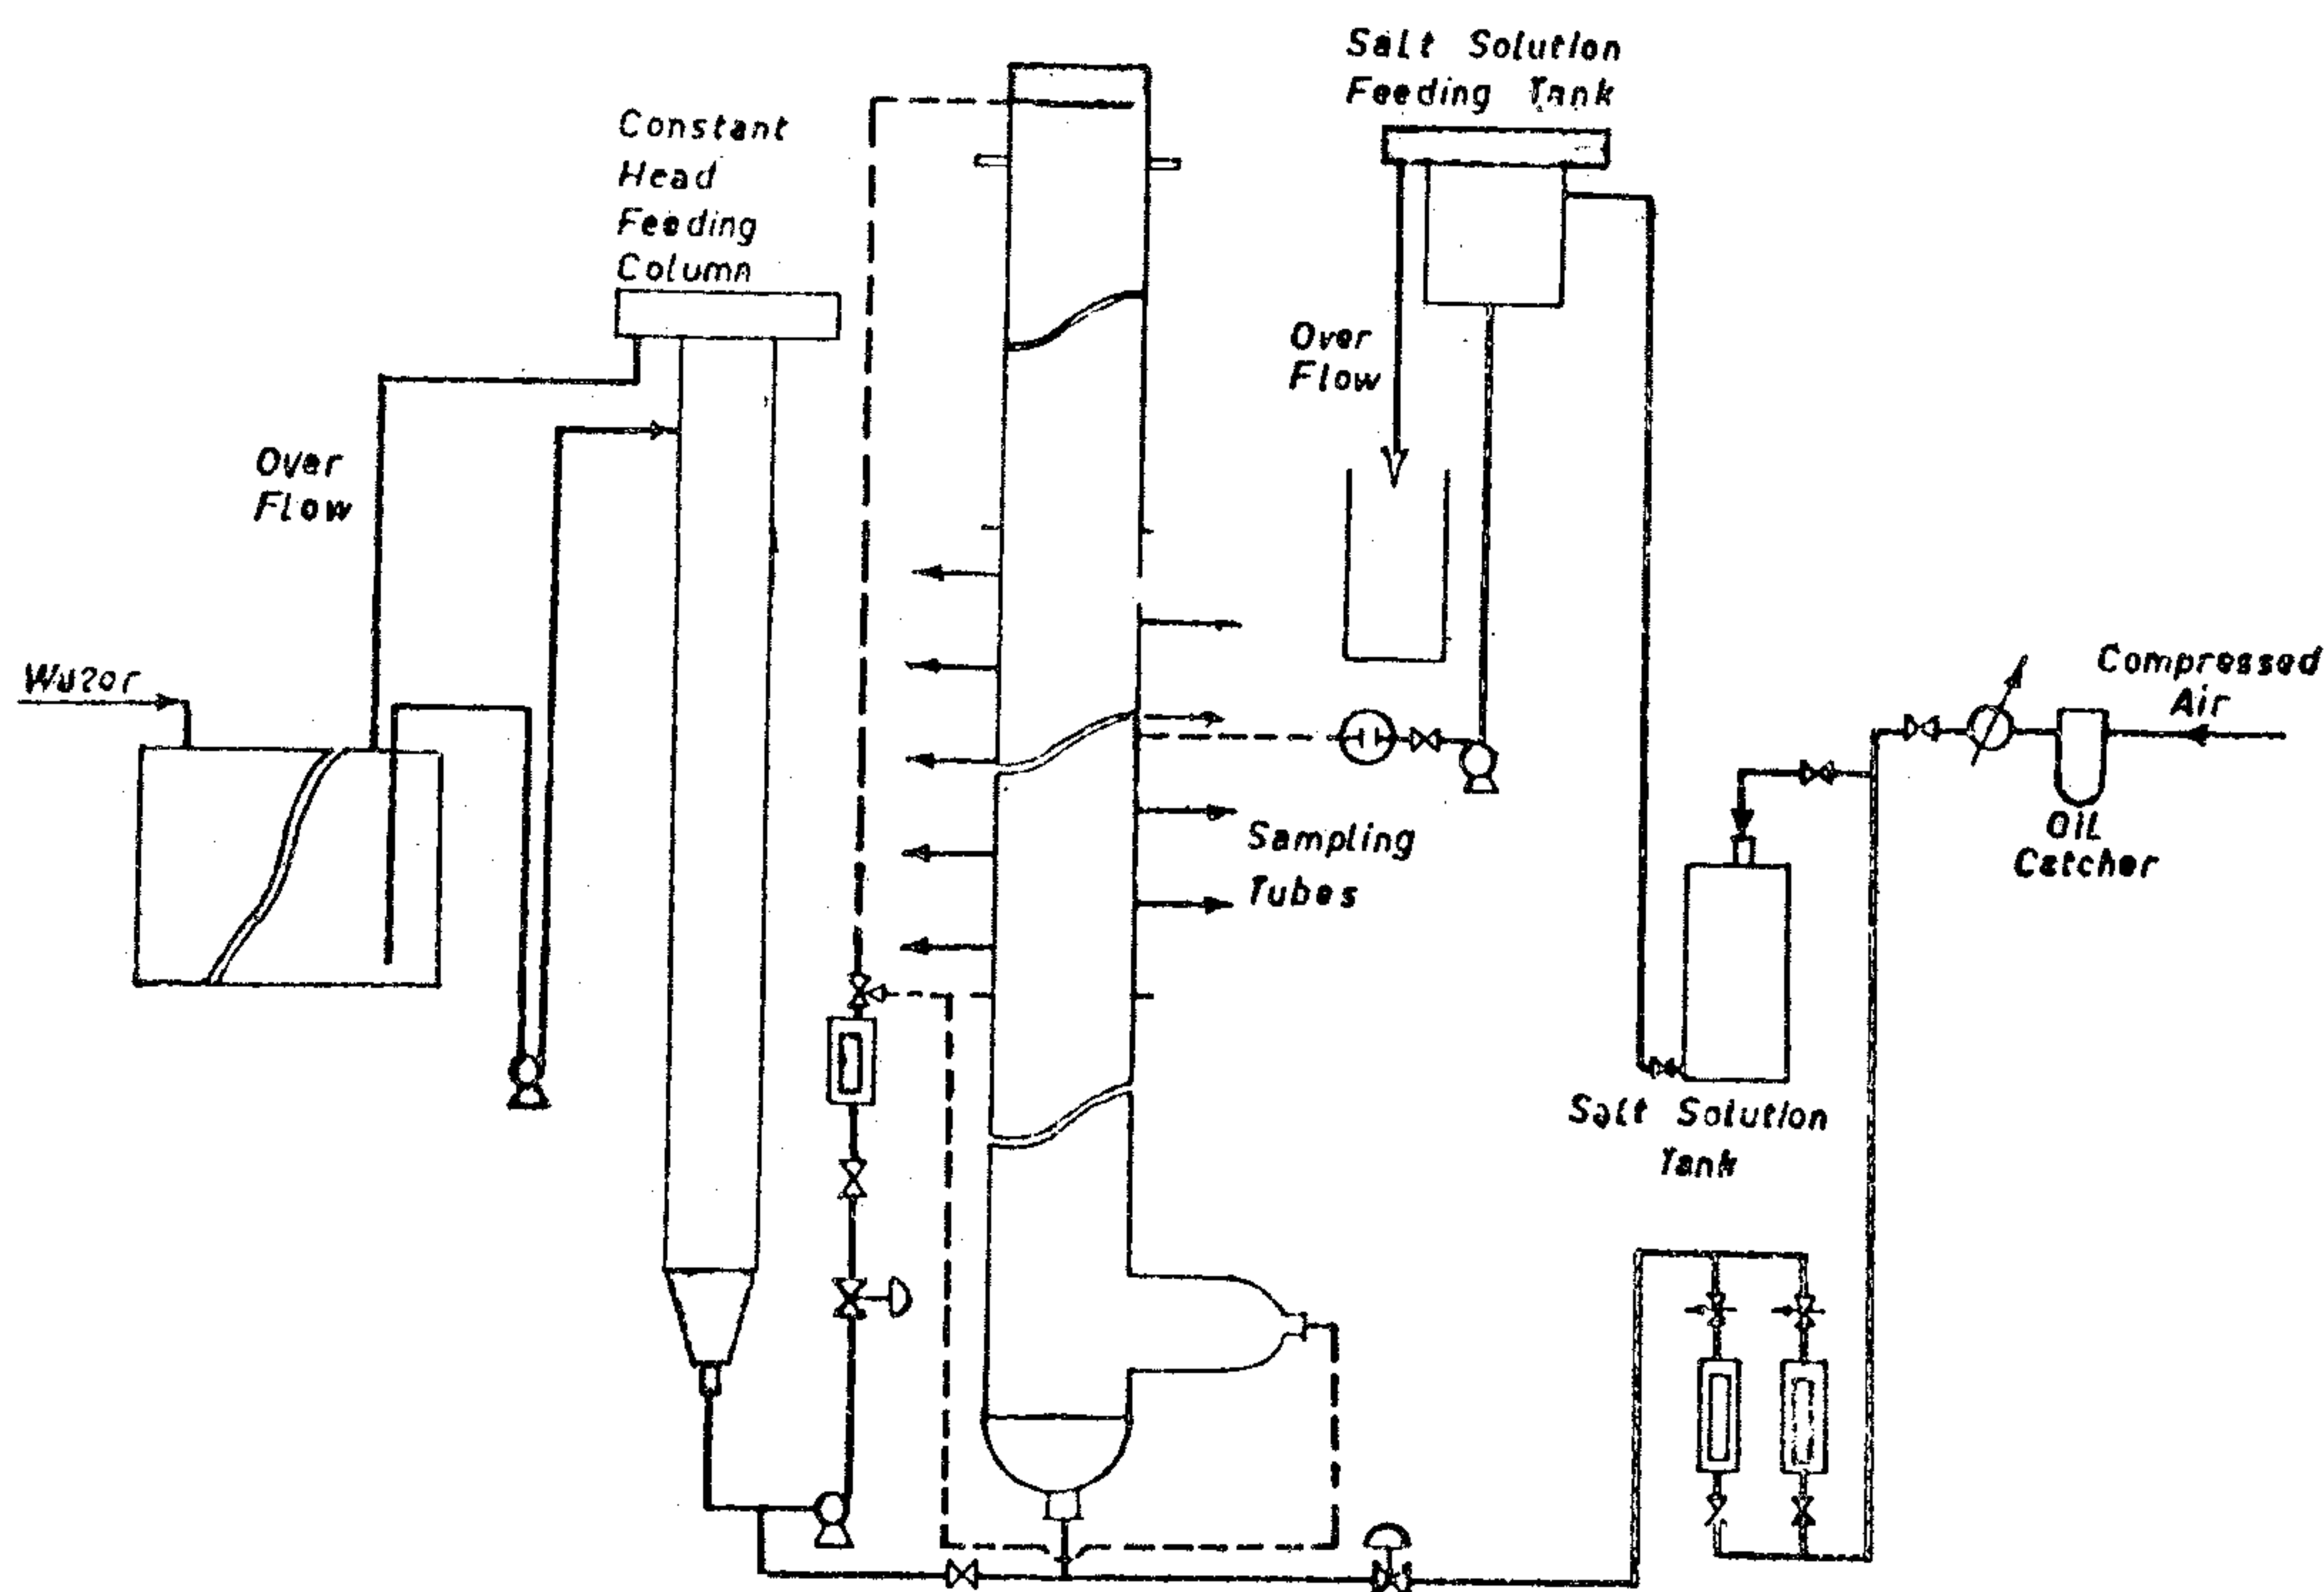 Salt Solution
Feeding Tank
Constant
Head
Feeding
Column
Over
Flow
Over
Flow
Water
Compressed
Air
Oil
Catcher
Sampling
Tubes
Salt Solution
Tank